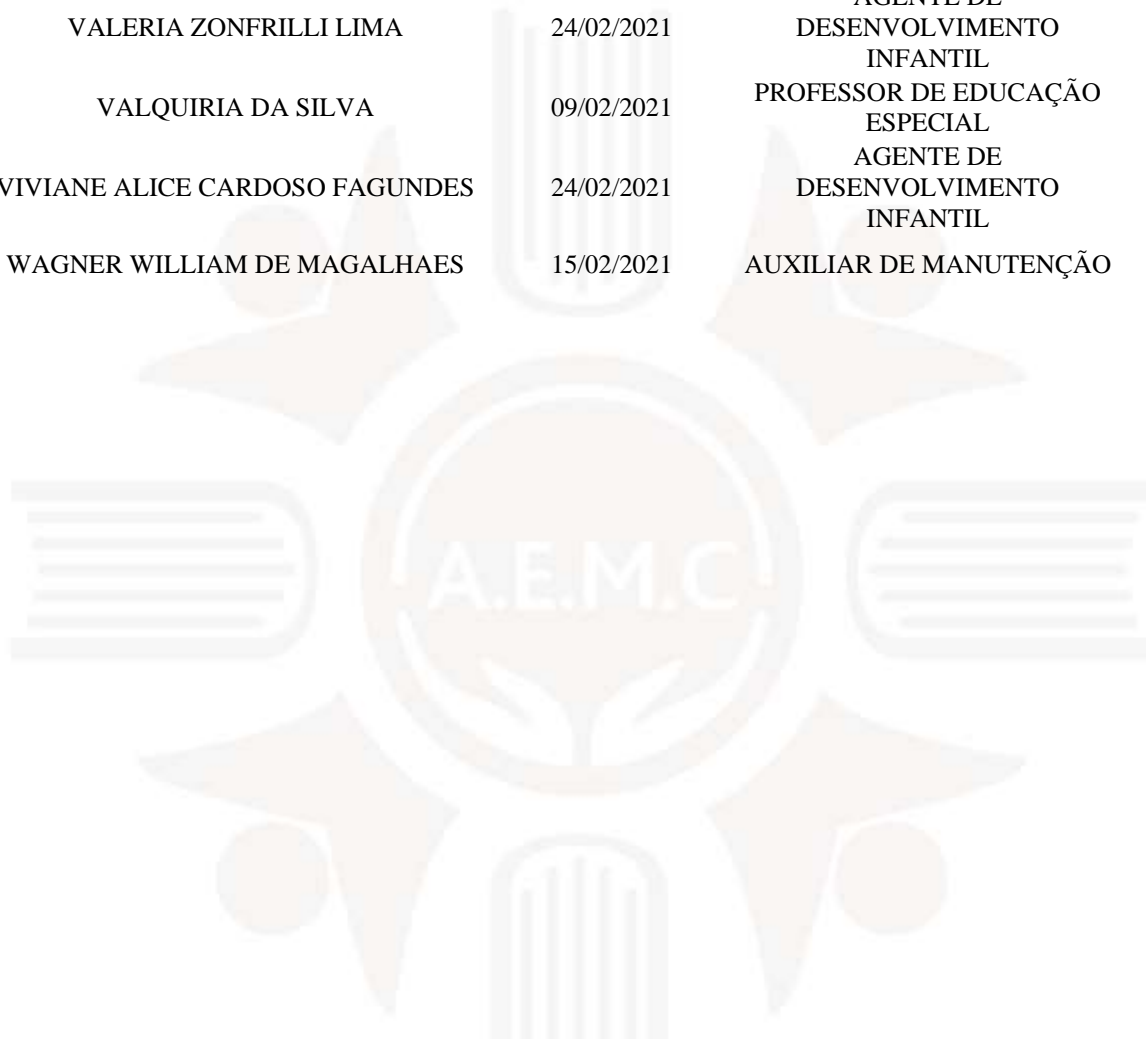 AGENTE DE
VALERIA ZONFRILLI LIMA 24/02/2021 DESENVOLVIMENTO
INFANTIL
VALQUIRIA DA SILVA 09/02/2021 PROFESSOR DE EDUCAÇÃO
ESPECIAL
AGENTE DE
VIVIANE ALICE CARDOSO FAGUNDES 24/02/2021 DESENVOLVIMENTO
INFANTIL
WAGNER WILLIAM DE MAGALHAES 15/02/2021 AUXILIAR DE MANUTENÇÃO
A.E.M.C